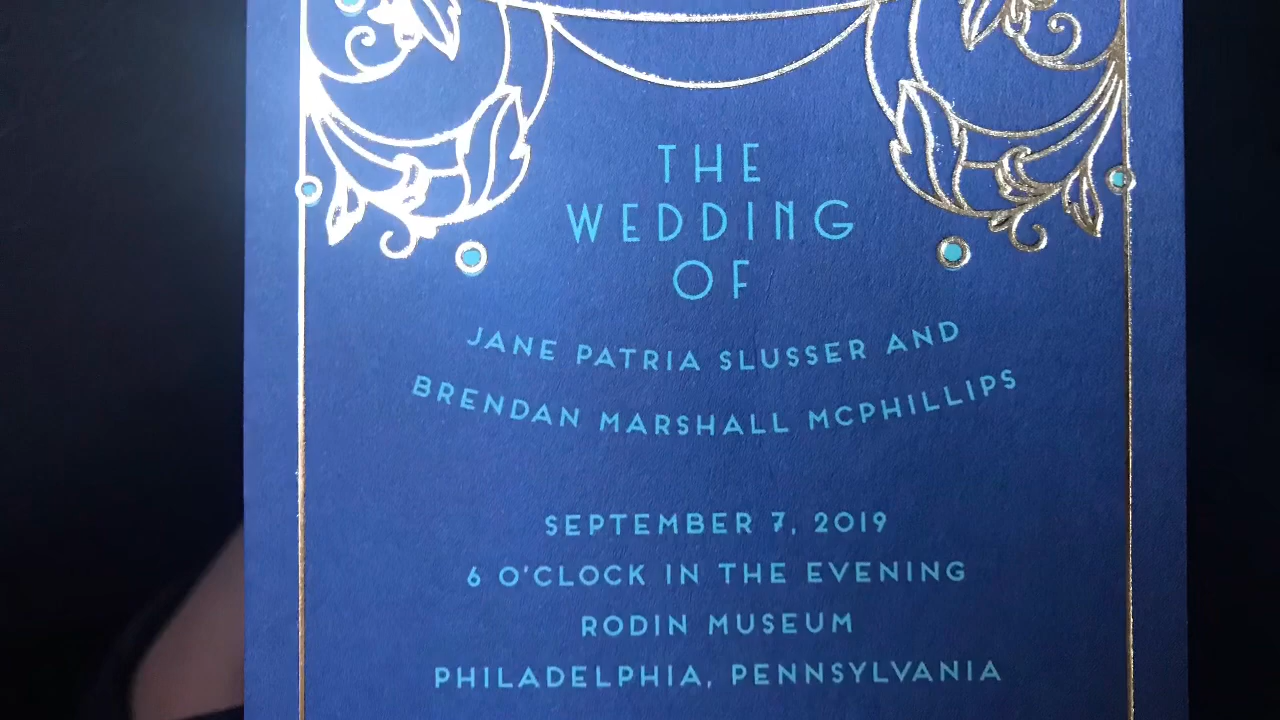 THE
WEDDING
OF
JANE PATRIA SLUSSER AND
BRENDAN MARSHALL MCPHILLIPS
SEPTEMBER 7, 2019
6 O'CLOCK IN THE EVENING
RODIN MUSEUM
PHILADELPHIA, PENNSYLVANIA